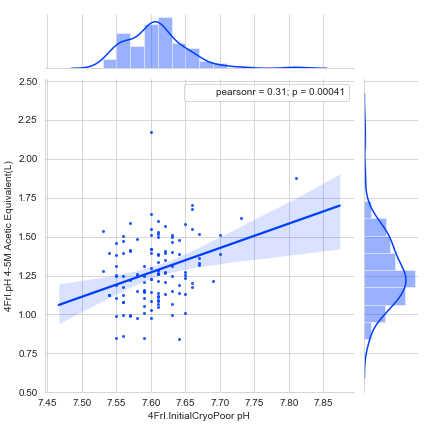 pearsonr = 0.31; p = 0.00041
2.50
2.25
2.00
1.75
1.50
1.25
1.00
0.75
0.50
4FrI.pH 4-5M Acetic Equivalent(L)
7.45 7.50 7.55 7.60 7.65 7.70 7.75 7.80 7.85
4FrI.InitialCryoPoor pH